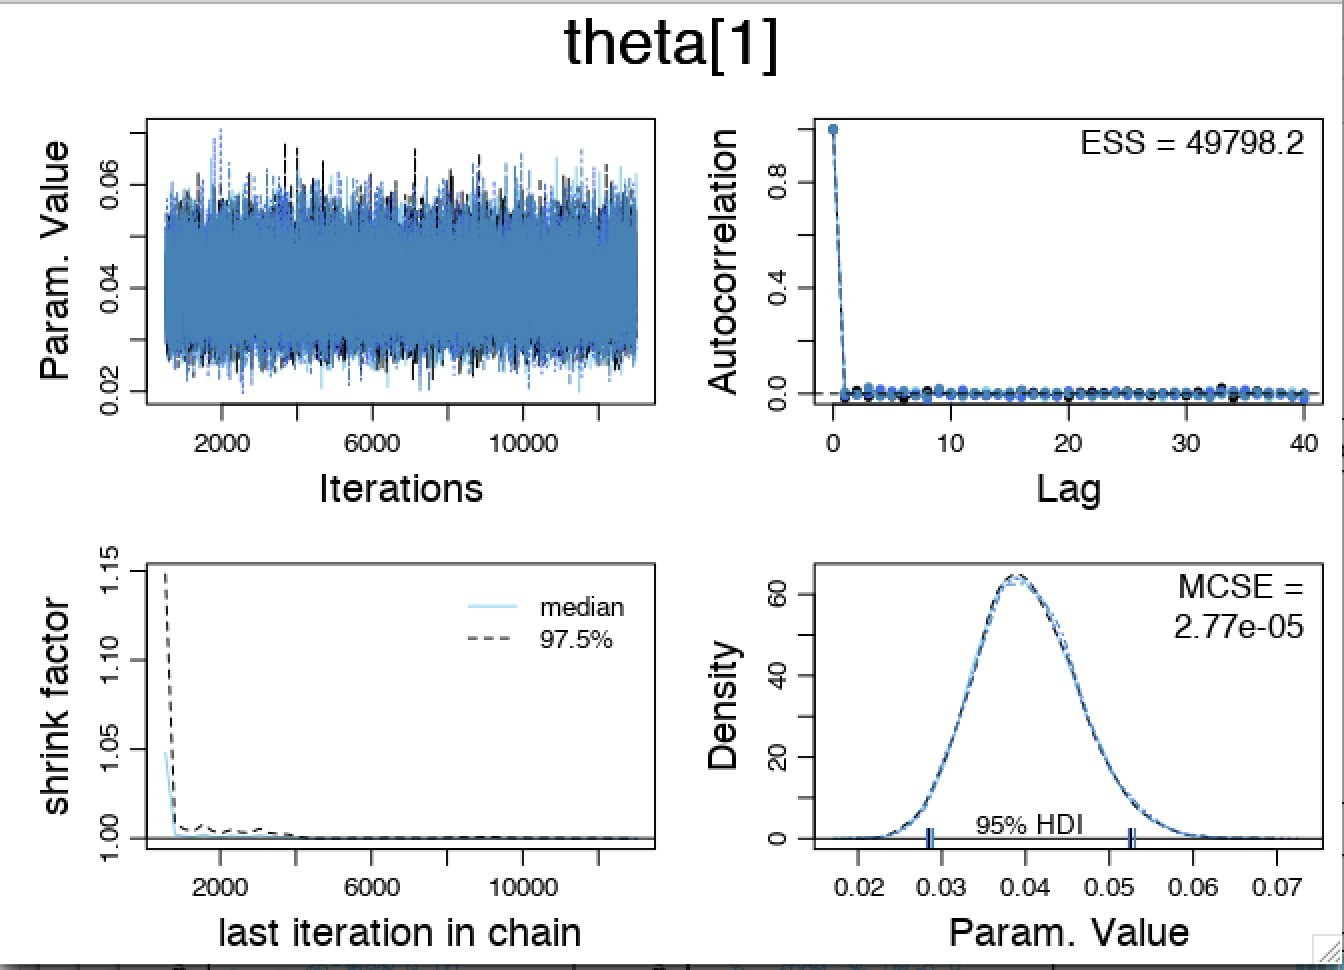 theta[1]
Param. Value
0.02 0.04 0.06
2000 6000 10000
Iterations
Autocorrelation
0.0 0.4 0.8
ESS = 49798.2
0 10 20 30 40
Lag
shrink factor
1.00 1.05 1.10 1.15
median
97.5%
2000 6000 10000
last iteration in chain
Density
0 20 40 60
MCSE =
2.77e-05
95% HDI
0.02 0.03 0.04 0.05 0.06 0.07
Param. Value